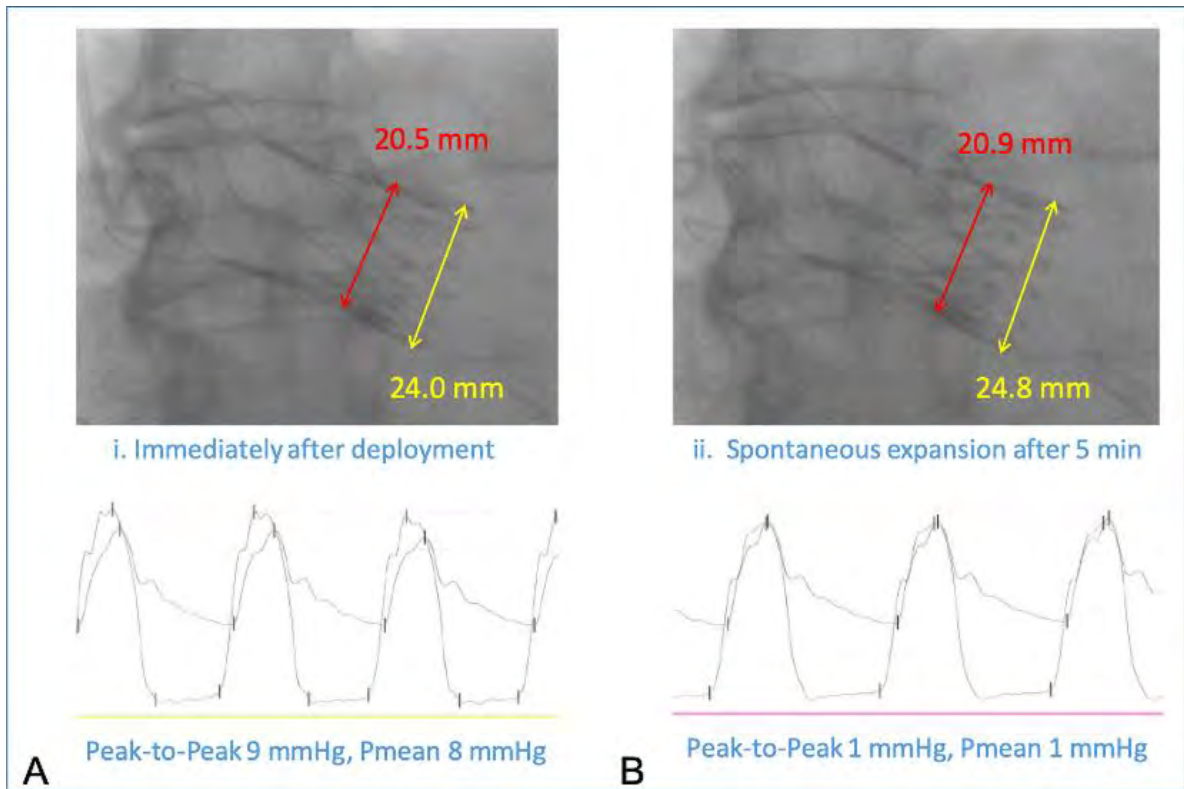 20.5 mm
24.0 mm
i. Immediately after deployment
Peak-to-Peak 9 mmHg, Pmean 8 mmHg
A
20.9 mm
24.8 mm
ii. Spontaneous expansion after 5 min
Peak-to-Peak 1 mmHg, Pmean 1 mmHg
B